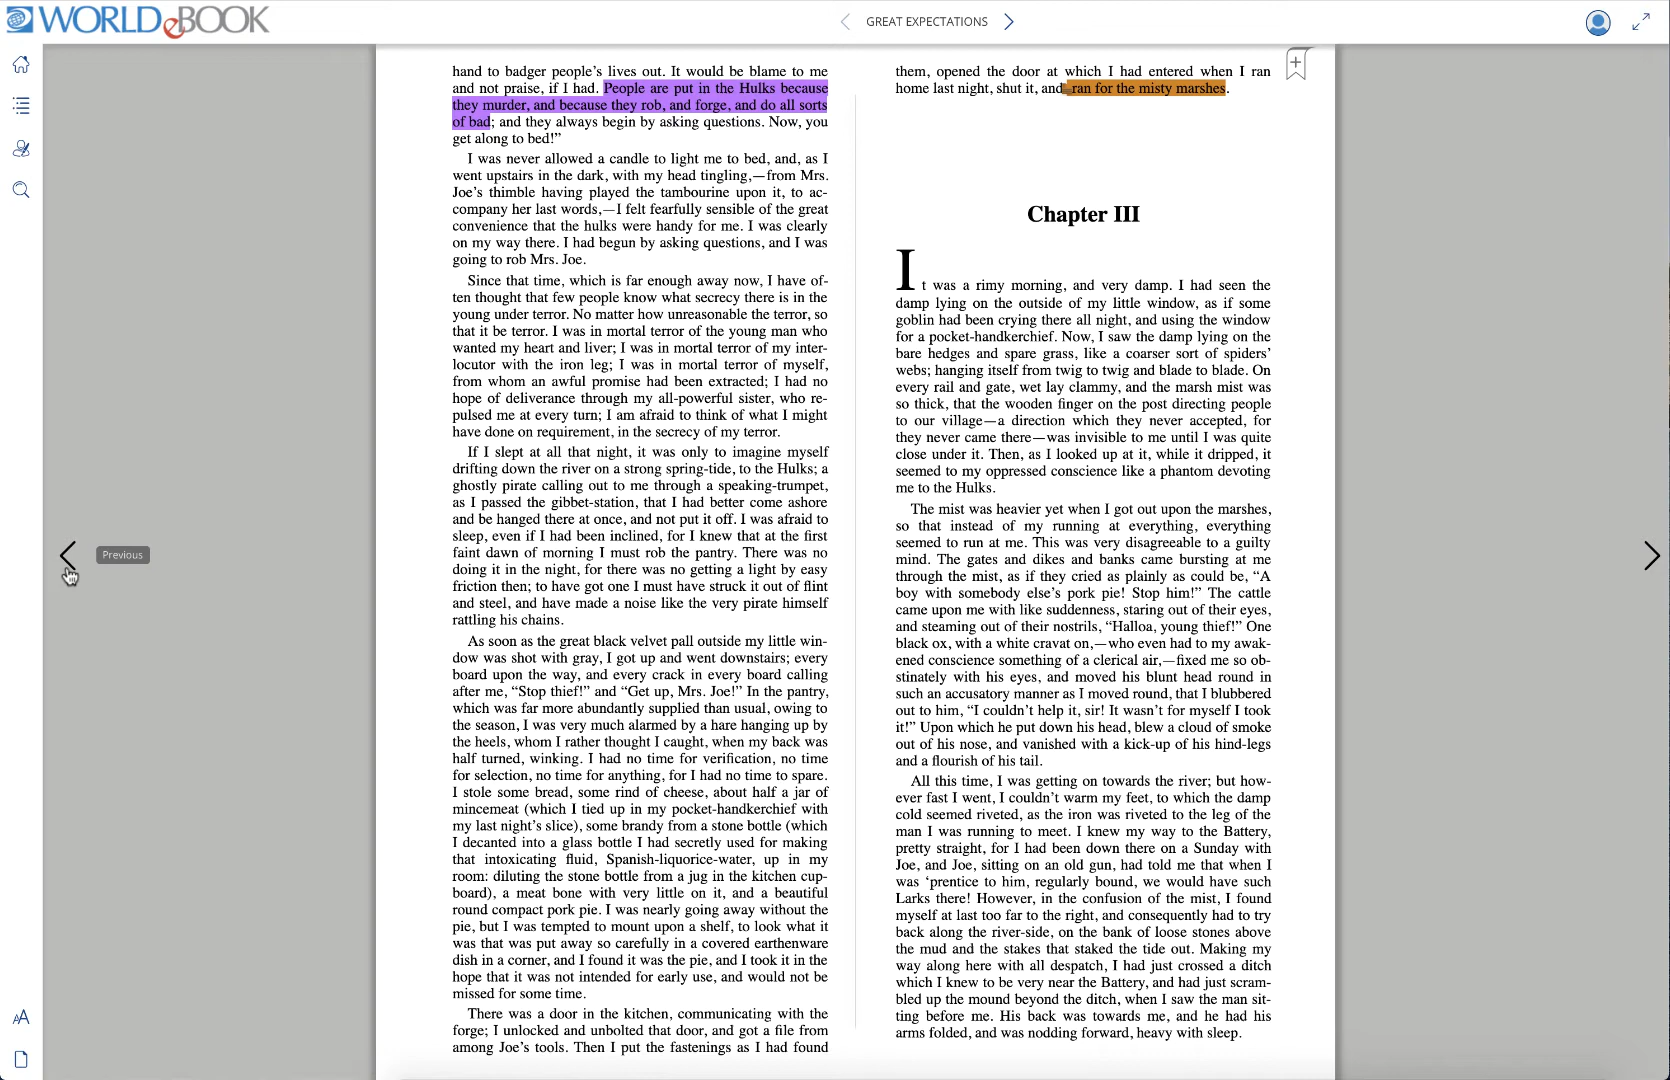 WORLD eBOOK
GREAT EXPECTATIONS
hand to badger people’s lives out. It would be blame to me
and not praise, if I had. People are put in the Hulks because
they murder, and because they rob, and forge, and do all sorts
of bad; and they always begin by asking questions. Now, you
get along to bed!”
I was never allowed a candle to light me to bed, and, as I
went upstairs in the dark, with my head tingling,—from Mrs.
Joe’s thimble having played the tambourine upon it, to ac-
company her last words,—I felt fearfully sensible of the great
convenience that the hulks were handy for me. I was clearly
on my way there. I had begun by asking questions, and I was
going to rob Mrs. Joe.
Since that time, which is far enough away now, I have of-
ten thought that few people know what secrecy there is in the
young under terror. No matter how unreasonable the terror, so
that it be terror. I was in mortal terror of the young man who
wanted my heart and liver; I was in mortal terror of my inter-
locutor with the iron leg; I was in mortal terror of myself,
from whom an awful promise had been extracted; I had no
hope of deliverance through my all-powerful sister, who re-
pulsed me at every turn; I am afraid to think of what I might
have done on requirement, in the secrecy of my terror.
If I slept at all that night, it was only to imagine myself
drifting down the river on a strong spring-tide, to the Hulks; a
ghostly pirate calling out to me through a speaking-trumpet,
as I passed the gibbet-station, that I had better come ashore
and be hanged there at once, and not put it off. I was afraid to
sleep, even if I had been inclined, for I knew that at the first
faint dawn of morning I must rob the pantry. There was no
doing it in the night, for there was no getting a light by easy
friction then; to have got one I must have struck it out of flint
and steel, and have made a noise like the very pirate himself
rattling his chains.
As soon as the great black velvet pall outside my little win-
dow was shot with gray, I got up and went downstairs; every
board upon the way, and every crack in every board calling
after me, “Stop thief!” and “Get up, Mrs. Joe!” In the pantry,
which was far more abundantly supplied than usual, owing to
the season, I was very much alarmed by a hare hanging up by
the heels, whom I rather thought I caught, when my back was
half turned, winking. I had no time for verification, no time
for selection, no time for anything, for I had no time to spare.
I stole some bread, some rind of cheese, about half a jar of
mincemeat (which I tied up in my pocket-handkerchief with
my last night’s slice), some brandy from a stone bottle (which
I decanted into a glass bottle I had secretly used for making
that intoxicating fluid, Spanish-liquorice-water, up in my
room: diluting the stone bottle from a jug in the kitchen cup-
board), a meat bone with very little on it, and a beautiful
round compact pork pie. I was nearly going away without the
pie, but I was tempted to mount upon a shelf, to look what it
was that was put away so carefully in a covered earthenware
dish in a corner, and I found it was the pie, and I took it in the
hope that it was not intended for early use, and would not be
missed for some time.
There was a door in the kitchen, communicating with the
forge; I unlocked and unbolted that door, and got a file from
among Joe’s tools. Then I put the fastenings as I had found
them, opened the door at which I had entered when I ran
home last night, shut it, and ran for the misty marshes.
Chapter III
It was a rimy morning, and very damp. I had seen the
damp lying on the outside of my little window, as if some
goblin had been crying there all night, and using the window
for a pocket-handkerchief. Now, I saw the damp lying on the
bare hedges and spare grass, like a coarser sort of spiders’
webs; hanging itself from twig to twig and blade to blade. On
every rail and gate, wet lay clammy, and the marsh mist was
so thick, that the wooden finger on the post directing people
to our village—a direction which they never accepted, for
they never came there—was invisible to me until I was quite
close under it. Then, as I looked up at it, while it dripped, it
seemed to my oppressed conscience like a phantom devoting
me to the Hulks.
The mist was heavier yet when I got out upon the marshes,
so that instead of my running at everything, everything
seemed to run at me. This was very disagreeable to a guilty
mind. The gates and dikes and banks came bursting at me
through the mist, as if they cried as plainly as could be, “A
boy with somebody else’s pork pie! Stop him!” The cattle
came upon me with like suddenness, staring out of their eyes,
and steaming out of their nostrils, “Halloa, young thief!” One
black ox, with a white cravat on,—who even had to my awak-
ened conscience something of a clerical air,—fixed me so ob-
stinately with his eyes, and moved his blunt head round in
such an accusatory manner as I moved round, that I blubbered
out to him, “I couldn’t help it, sir! It wasn’t for myself I took
it!” Upon which he put down his head, blew a cloud of smoke
out of his nose, and vanished with a kick-up of his hind-legs
and a flourish of his tail.
All this time, I was getting on towards the river; but how-
ever fast I went, I couldn’t warm my feet, to which the damp
cold seemed riveted, as the iron was riveted to the leg of the
man I was running to meet. I knew my way to the Battery,
pretty straight, for I had been down there on a Sunday with
Joe, and Joe, sitting on an old gun, had told me that when I
was ‘prentice to him, regularly bound, we would have such
Larks there! However, in the confusion of the mist, I found
myself at last too far to the right, and consequently had to try
back along the river-side, on the bank of loose stones above
the mud and the stakes that staked the tide out. Making my
way along here with all despatch, I had just crossed a ditch
which I knew to be very near the Battery, and had just scram-
bled up the mound beyond the ditch, when I saw the man sit-
ting before me. His back was towards me, and he had his
arms folded, and was nodding forward, heavy with sleep.
Previous
AA